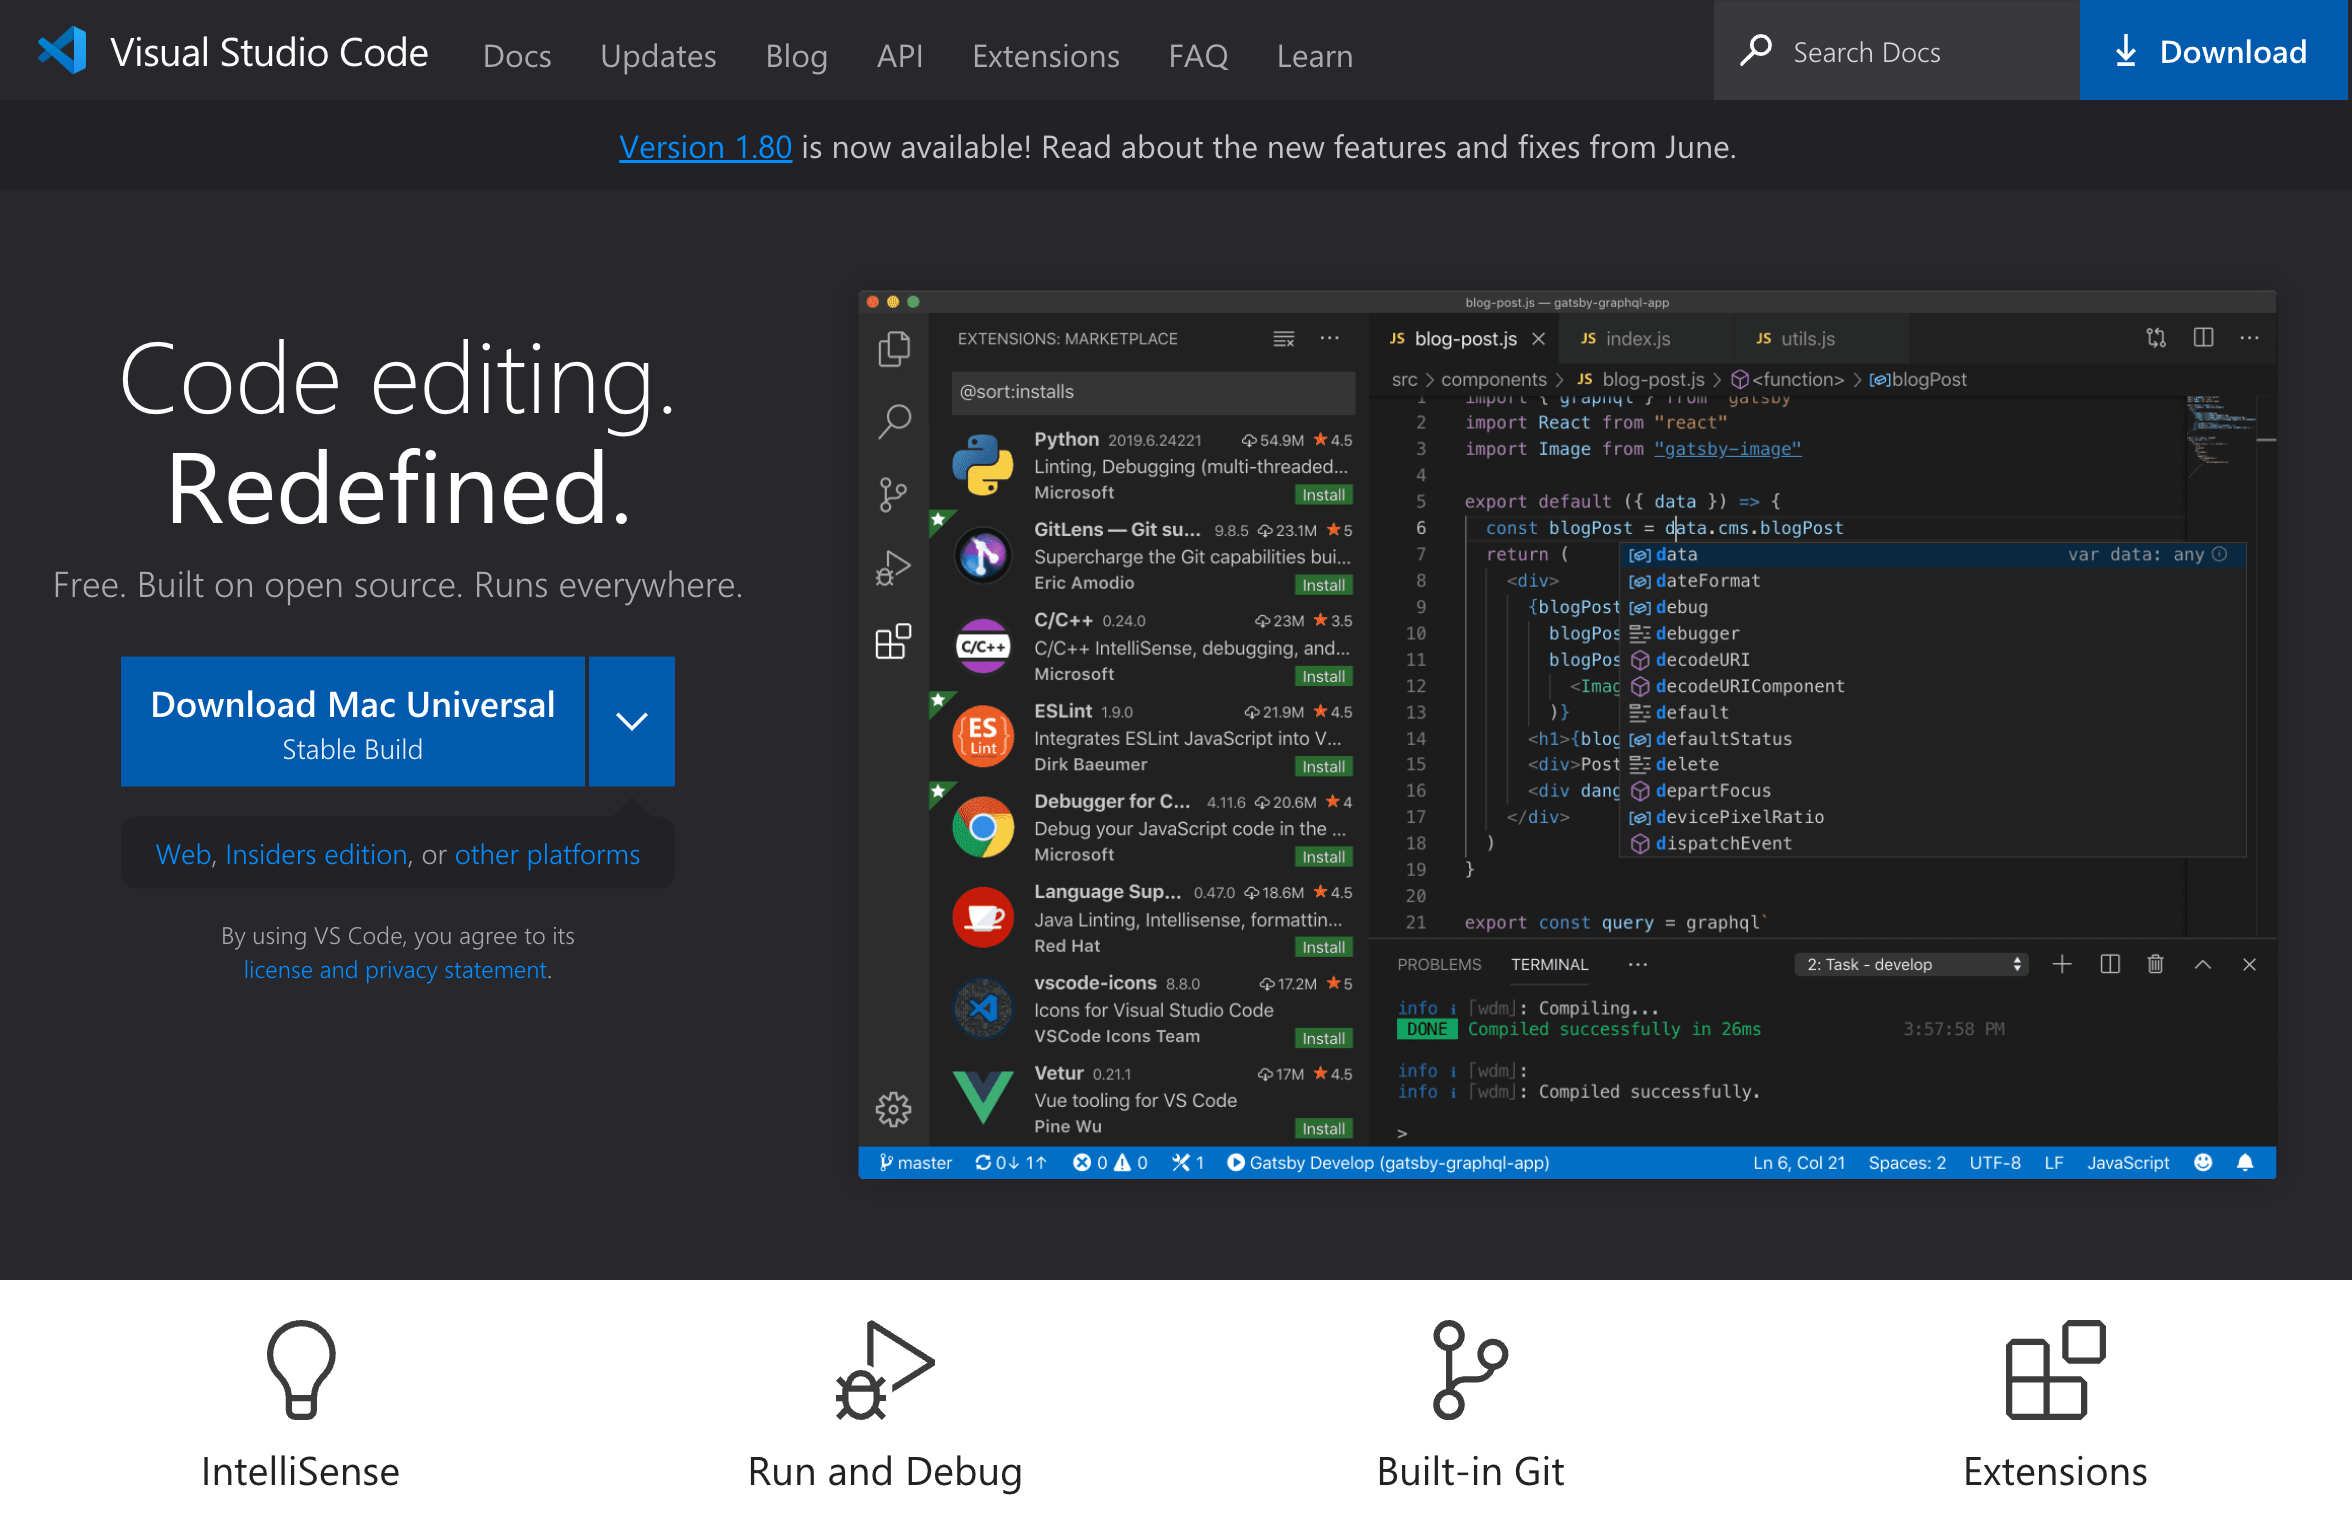 Visual Studio Code Docs Updates Blog API Extensions FAQ Learn Search Docs Download
Version 1.80 is now available! Read about the new features and fixes from June.
Code editing.
Redefined.
Free. Built on open source. Runs everywhere.
Download Mac Universal
Stable Build
Web, Insiders edition, or other platforms
By using VS Code, you agree to its
license and privacy statement.
blog-post.js — gatsby-graphql-app
EXTENSIONS: MARKETPLACE
@sort:installs
Python 2019.6.24221 54.9M 4.5
Linting, Debugging (multi-threaded...
Microsoft Install
GitLens — Git su... 9.8.5 23.1M 5
Supercharge the Git capabilities bui...
Eric Amodio Install
C/C++
C/C++ 0.24.0 23M 3.5
C/C++ IntelliSense, debugging, and...
Microsoft Install
ES
Lint
ESLint 1.9.0 21.9M 4.5
Integrates ESLint JavaScript into V...
Dirk Baeumer Install
Debugger for C... 4.11.6 20.6M 4
Debug your JavaScript code in the ...
Microsoft Install
Language Sup... 0.47.0 18.6M 4.5
Java Linting, Intellisense, formattin...
Red Hat Install
vscode-icons 8.8.0 17.2M 5
Icons for Visual Studio Code
VSCode Icons Team Install
Vetur 0.21.1 17M 4.5
Vue tooling for VS Code
Pine Wu Install
JS blog-post.js JS index.js JS utils.js
src > components > JS blog-post.js > <function> > blogPost
1 import { graphql } from "gatsby"
2 import React from "react"
3 import Image from "gatsby-image"
4
5 export default ({ data }) => {
6 const blogPost = data.cms.blogPost
7 return (
8 <div>
9 {blogPost
10 blogPos
11 blogPos
12 <Imag
13 )}
14 <h1>{blog
15 <div>Post
16 <div dang
17 </div>
18 )
19 }
20
21 export const query = graphql`
data var data: any
dateFormat
debug
debugger
decodeURI
decodeURIComponent
default
defaultStatus
delete
departFocus
devicePixelRatio
dispatchEvent
PROBLEMS TERMINAL ··· 2: Task - develop
info i ｢wdm｣: Compiling...
DONE Compiled successfully in 26ms 3:57:58 PM
info i ｢wdm｣:
info i ｢wdm｣: Compiled successfully.
>
master 0↓ 1↑ 0 0 1 Gatsby Develop (gatsby-graphql-app) Ln 6, Col 21 Spaces: 2 UTF-8 LF JavaScript
IntelliSense Run and Debug Built-in Git Extensions